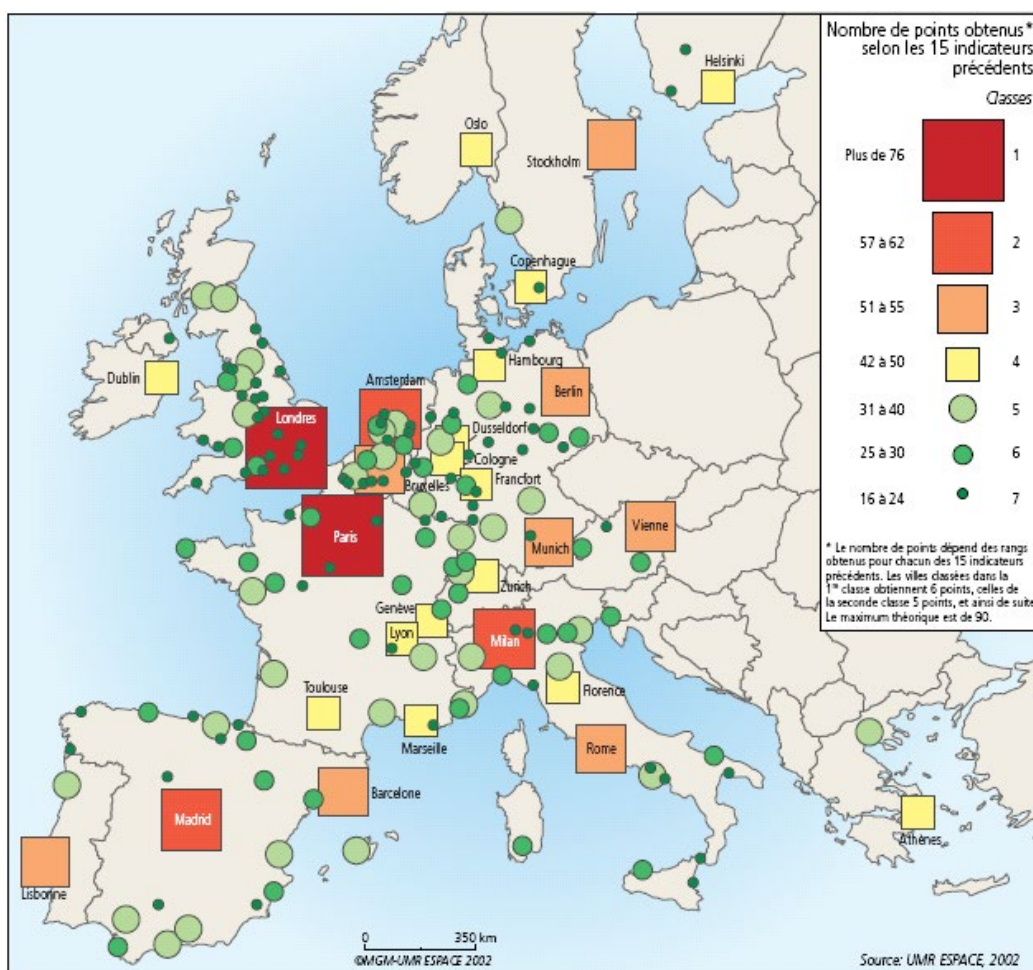 Nombre de points obtenus*
selon les 15 indicateurs
précédents
Classes
Plus de 76
1
57 à 62
2
51 à 55
3
42 à 50
4
31 à 40
5
25 à 30
6
16 à 24
7
* Le nombre de points dépend des rangs
obtenus pour chacun des 15 indicateurs
précédents. Les villes classées dans la
1re classe obtiennent 6 points, celles de
la seconde classe 5 points, et ainsi de suite.
Le maximum théorique est de 90.
Helsinki
Oslo
Stockholm
Copenhague
Hambourg
Dublin
Amsterdam
Berlin
Londres
Dusseldorf
Cologne
Bruxelles
Francfort
Paris
Munich
Vienne
Zurich
Genève
Lyon
Milan
Toulouse
Florence
Marseille
Rome
Barcelone
Madrid
Athènes
Lisbonne
0
350 km
©MGM-UMR ESPACE 2002
Source: UMR ESPACE, 2002